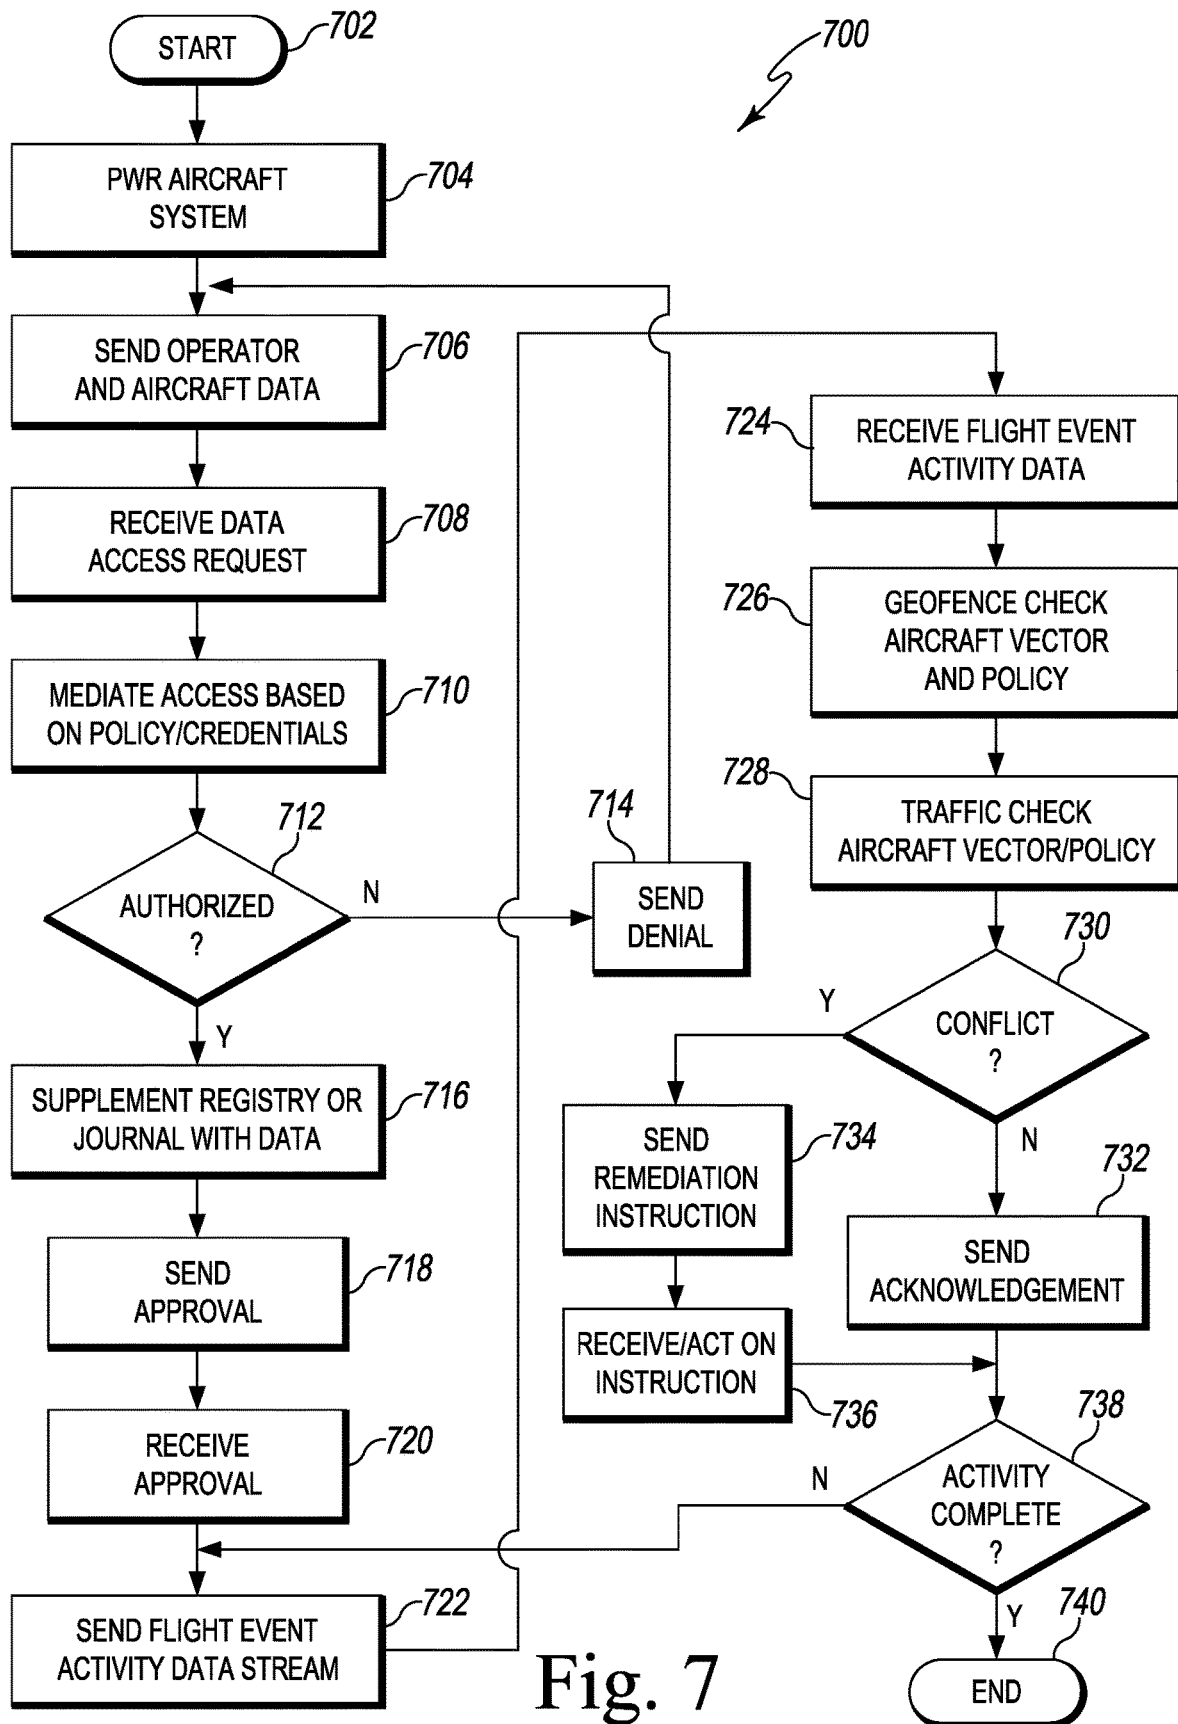 START
702
700
PWR AIRCRAFT
SYSTEM
704
SEND OPERATOR
AND AIRCRAFT DATA
706
RECEIVE DATA
ACCESS REQUEST
708
MEDIATE ACCESS BASED
ON POLICY/CREDENTIALS
710
AUTHORIZED
?
712
N
Y
SEND
DENIAL
714
SUPPLEMENT REGISTRY OR
JOURNAL WITH DATA
716
SEND
APPROVAL
718
RECEIVE
APPROVAL
720
SEND FLIGHT EVENT
ACTIVITY DATA STREAM
722
724
RECEIVE FLIGHT EVENT
ACTIVITY DATA
726
GEOFENCE CHECK
AIRCRAFT VECTOR
AND POLICY
728
TRAFFIC CHECK
AIRCRAFT VECTOR/POLICY
730
CONFLICT
?
Y
N
SEND
REMEDIATION
INSTRUCTION
734
732
SEND
ACKNOWLEDGEMENT
RECEIVE/ACT ON
INSTRUCTION
736
738
ACTIVITY
COMPLETE
?
N
Y
740
END
Fig. 7